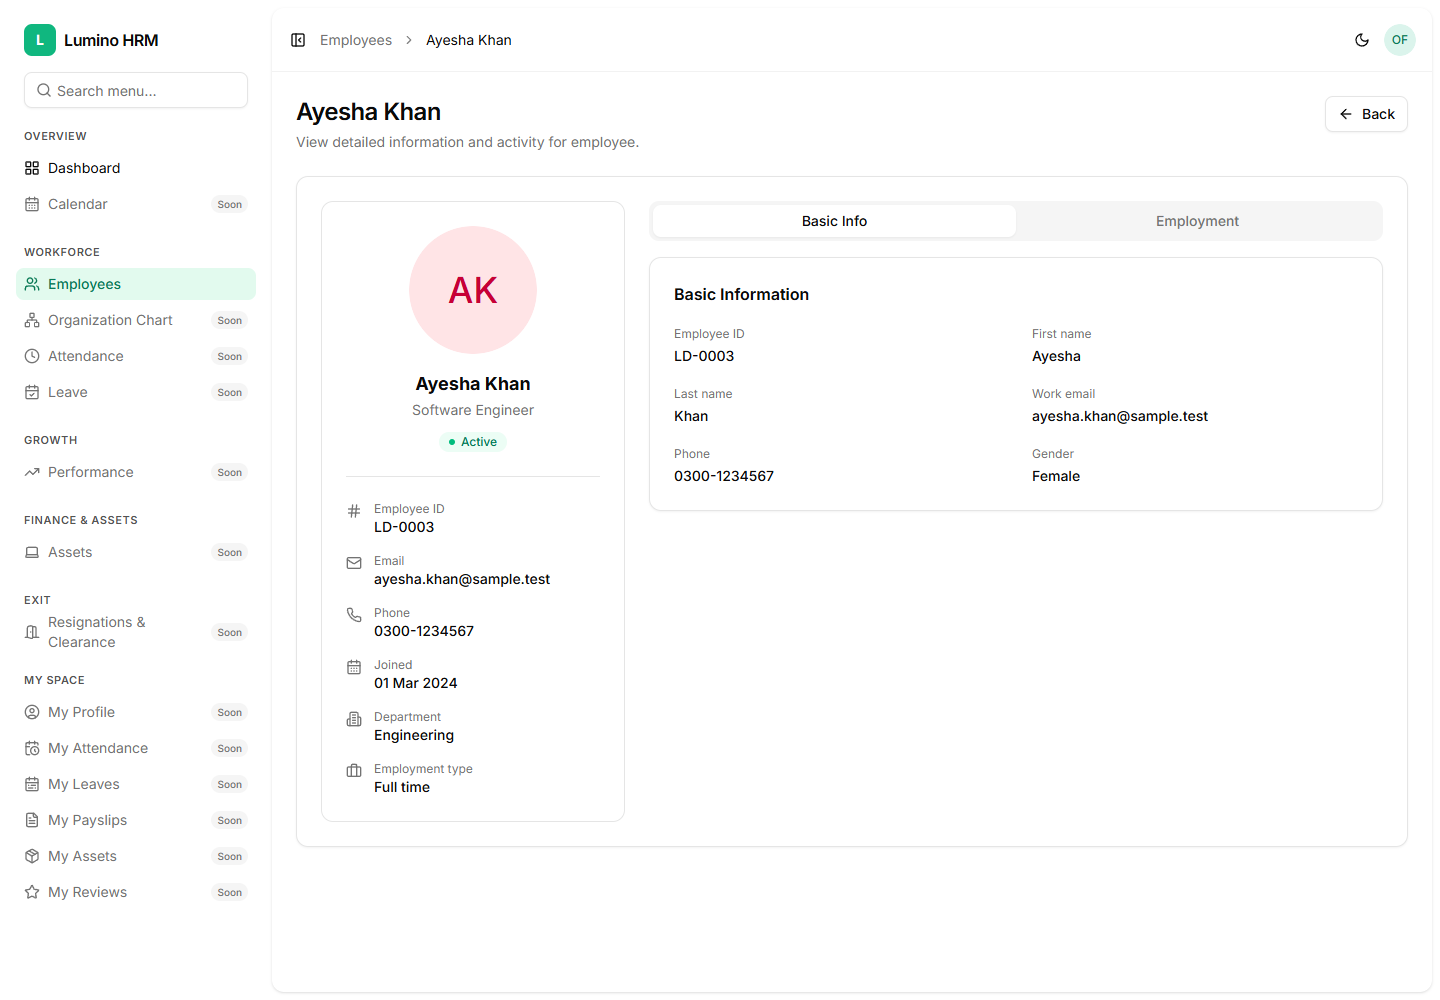 L
Lumino HRM
Search menu...
OVERVIEW
Dashboard
Calendar Soon
WORKFORCE
Employees
Organization Chart Soon
Attendance Soon
Leave Soon
GROWTH
Performance Soon
FINANCE & ASSETS
Assets Soon
EXIT
Resignations &
Clearance Soon
MY SPACE
My Profile Soon
My Attendance Soon
My Leaves Soon
My Payslips Soon
My Assets Soon
My Reviews Soon
Employees > Ayesha Khan
OF
Ayesha Khan
View detailed information and activity for employee.
Back
AK
Ayesha Khan
Software Engineer
Active
Employee ID
LD-0003
Email
ayesha.khan@sample.test
Phone
0300-1234567
Joined
01 Mar 2024
Department
Engineering
Employment type
Full time
Basic Info
Employment
Basic Information
Employee ID
LD-0003
First name
Ayesha
Last name
Khan
Work email
ayesha.khan@sample.test
Phone
0300-1234567
Gender
Female